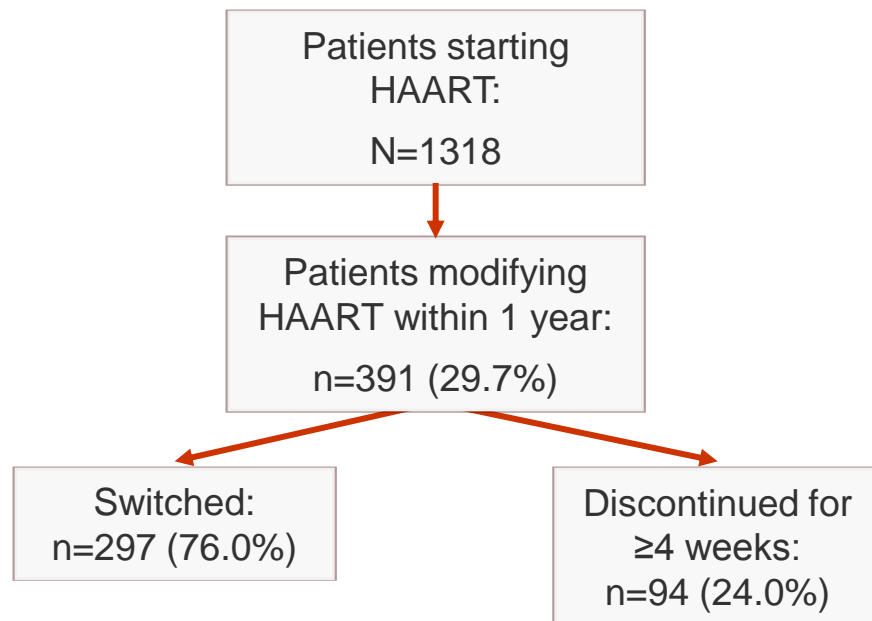 Patients starting
HAART:
N=1318
Patients modifying
HAART within 1 year:
n=391 (29.7%)
Switched:
n=297 (76.0%)
Discontinued for
≥4 weeks:
n=94 (24.0%)